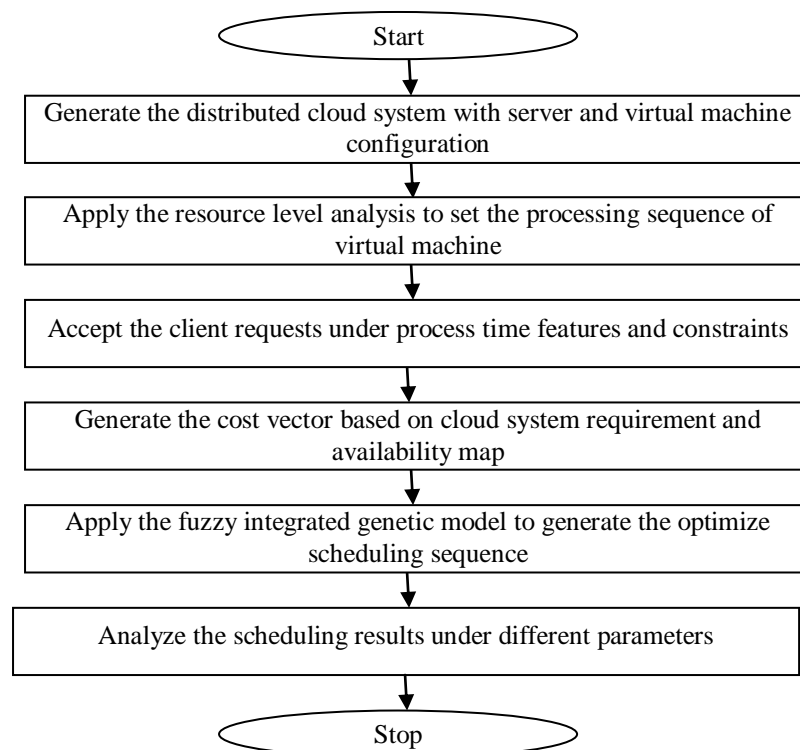 Start
Generate the distributed cloud system with server and virtual machine
configuration
Apply the resource level analysis to set the processing sequence of
virtual machine
Accept the client requests under process time features and constraints
Generate the cost vector based on cloud system requirement and
availability map
Apply the fuzzy integrated genetic model to generate the optimize
scheduling sequence
Analyze the scheduling results under different parameters
Stop